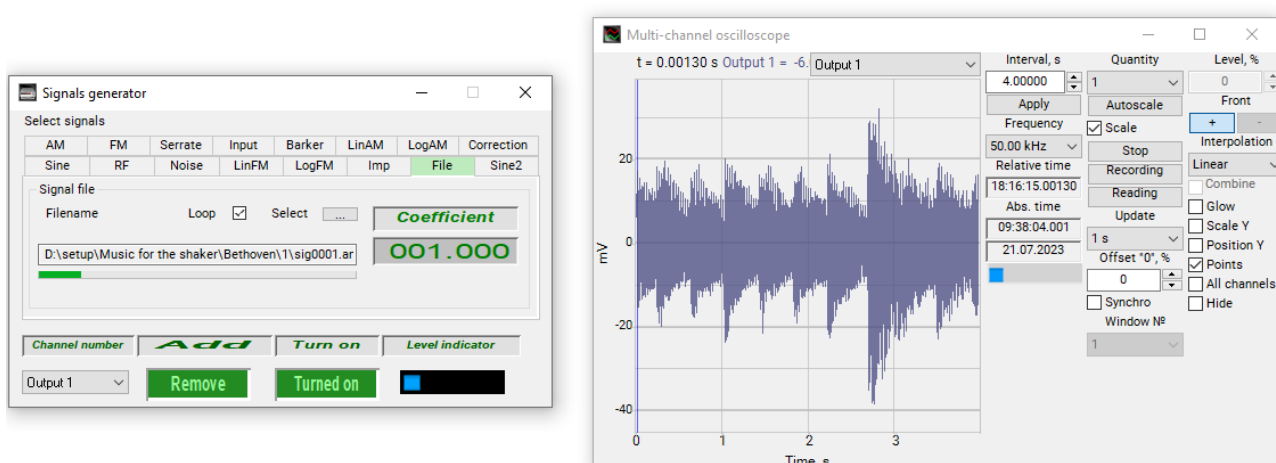 Signals generator
Select signals
AM FM Serrate Input Barker LinAM LogAM Correction
Sine RF Noise LinFM LogFM Imp File Sine2
Signal file
Filename Loop Select ...
Coefficient
D:\setup\Music for the shaker\Bethoven\1\sig0001.ar
001.000
Channel number Add Turn on Level indicator
Output 1 Remove Turned on
Multi-channel oscilloscope
t = 0.00130 s Output 1 = -6. Output 1
mV
20
0
-20
-40
0 1 2 3
Time, s
Interval, s
4.00000
Apply
Frequency
50.00 kHz
Relative time
18:16:15.00130
Abs. time
09:38:04.001
21.07.2023
Quantity
1
Autoscale
Scale
Stop
Recording
Reading
Update
1 s
Offset "0", %
0
Synchro
Window №
1
Level, %
0
Front
+ -
Interpolation
Linear
Combine
Glow
Scale Y
Position Y
Points
All channels
Hide